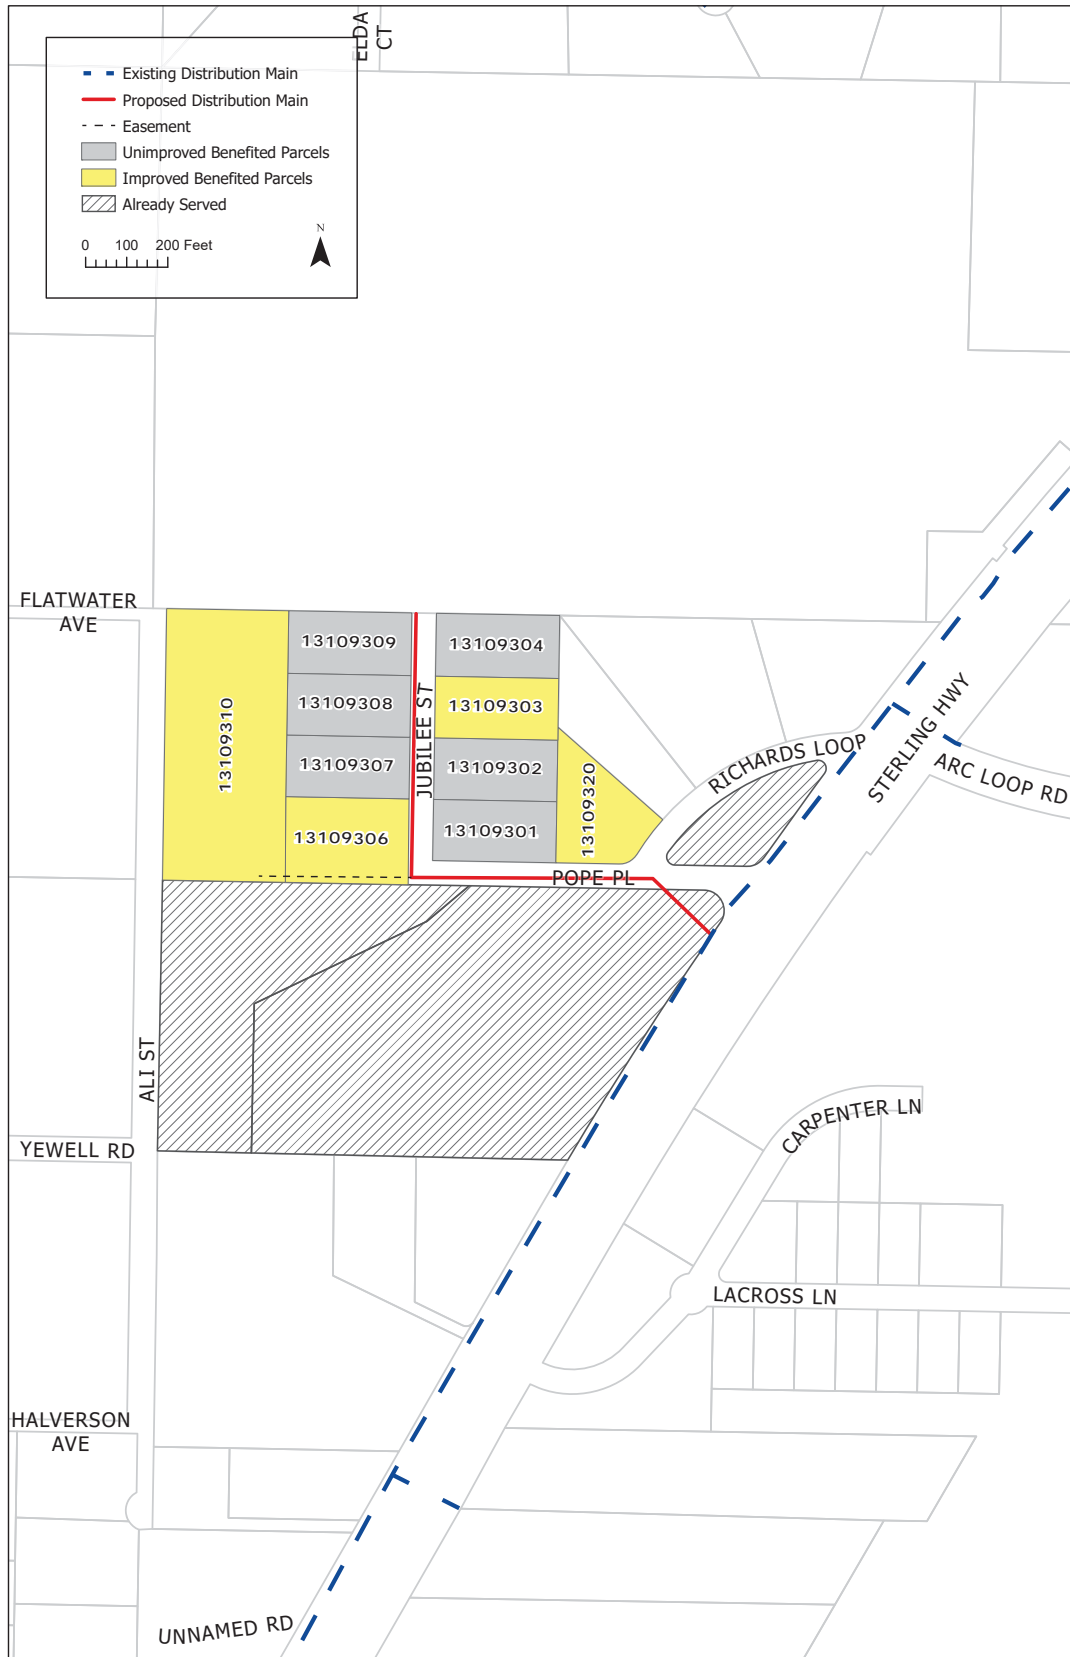 ELDA
CT
Existing Distribution Main
Proposed Distribution Main
Easement
Unimproved Benefited Parcels
Improved Benefited Parcels
Already Served
0 100 200 Feet
N
FLATWATER
AVE
13109310
13109309
13109308
13109307
13109306
JUBILEE ST
13109304
13109303
13109302
13109301
13109320
RICHARDS LOOP
STERLING HWY
ARC LOOP RD
POPE PL
ALI ST
YEWELL RD
CARPENTER LN
LACROSS LN
HALVERSON
AVE
UNNAMED RD